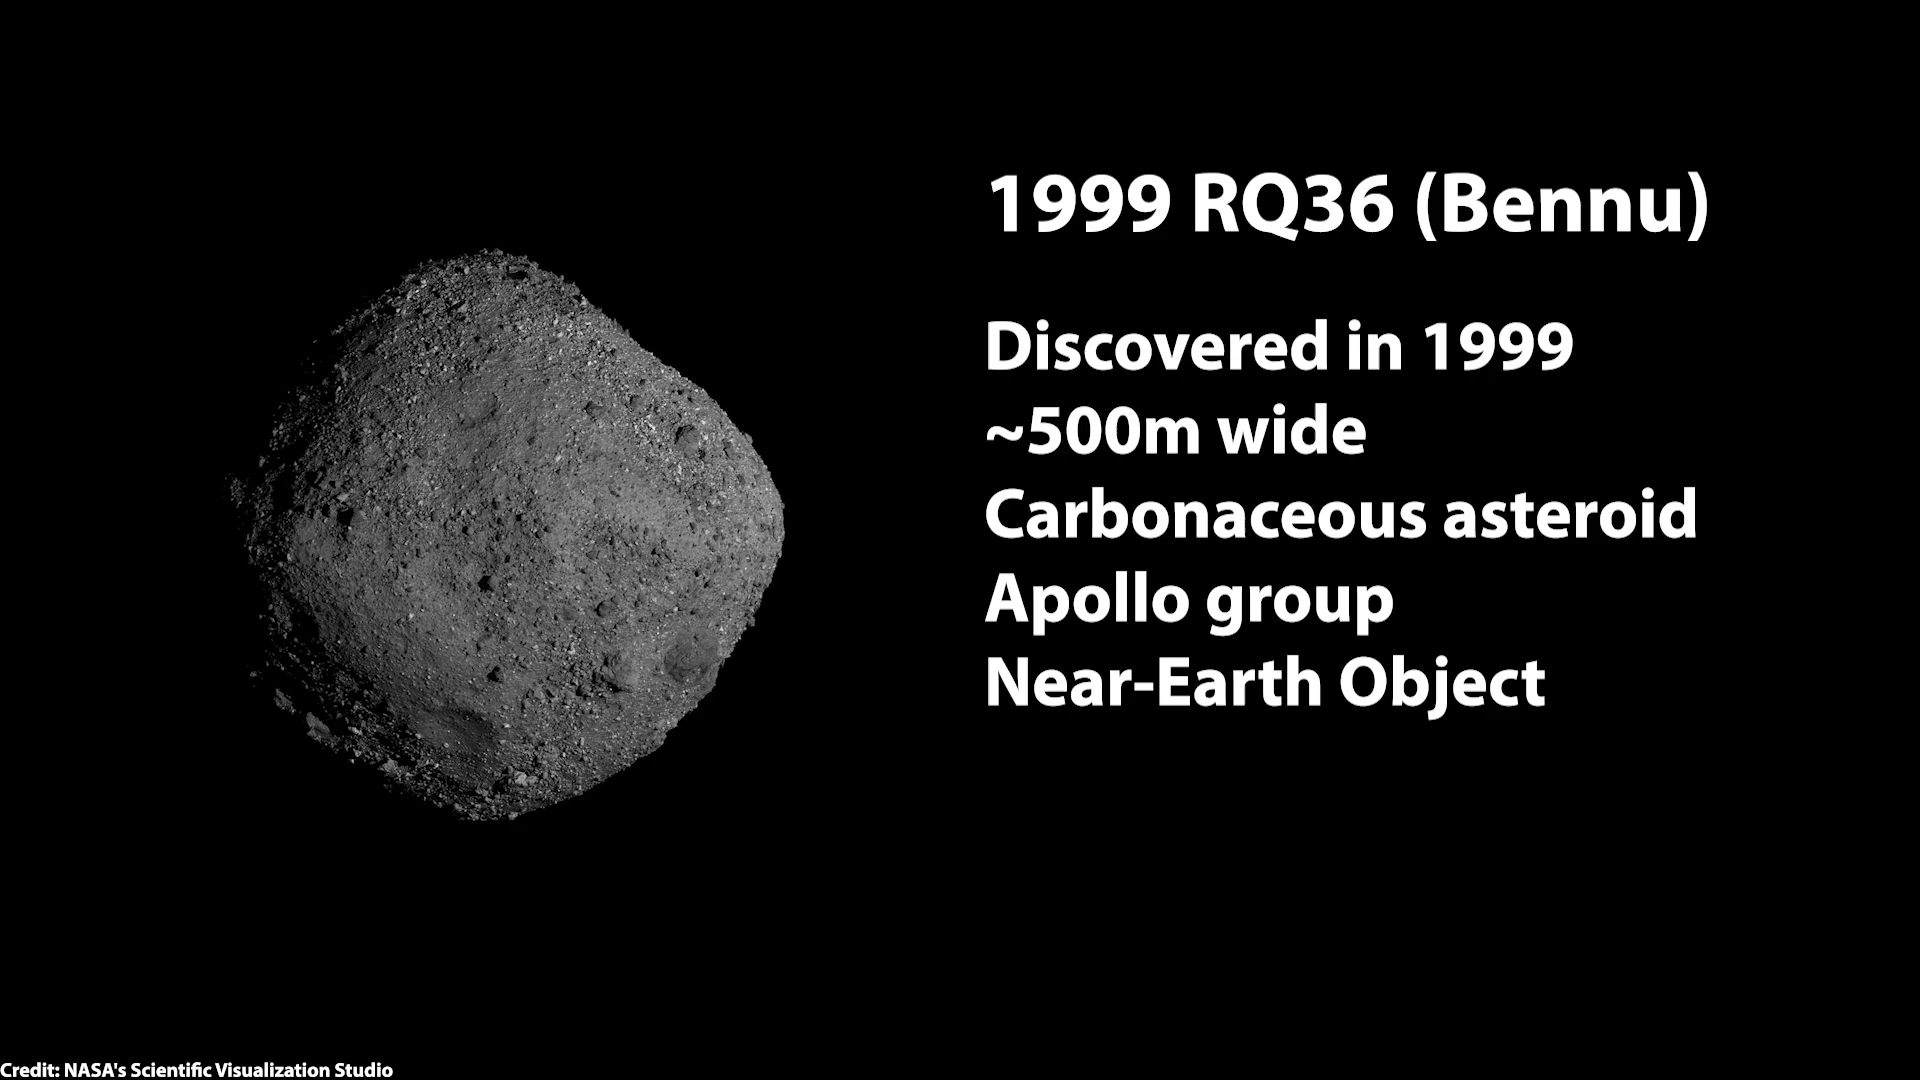 1999 RQ36 (Bennu)
Discovered in 1999
~500m wide
Carbonaceous asteroid
Apollo group
Near-Earth Object
Credit: NASA's Scientific Visualization Studio